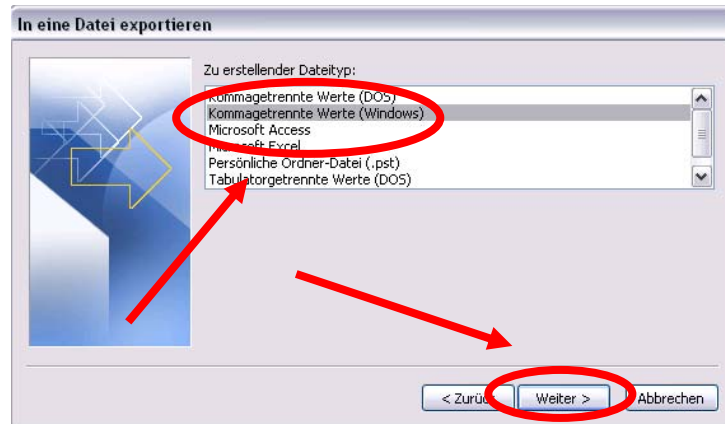 In eine Datei exportieren
Zu erstellender Dateityp:
Kommagetrennte Werte (DOS)
Kommagetrennte Werte (Windows)
Microsoft Access
Microsoft Excel
Persönliche Ordner-Datei (.pst)
Tabulatorgetrennte Werte (DOS)
< Zurück
Weiter >
Abbrechen